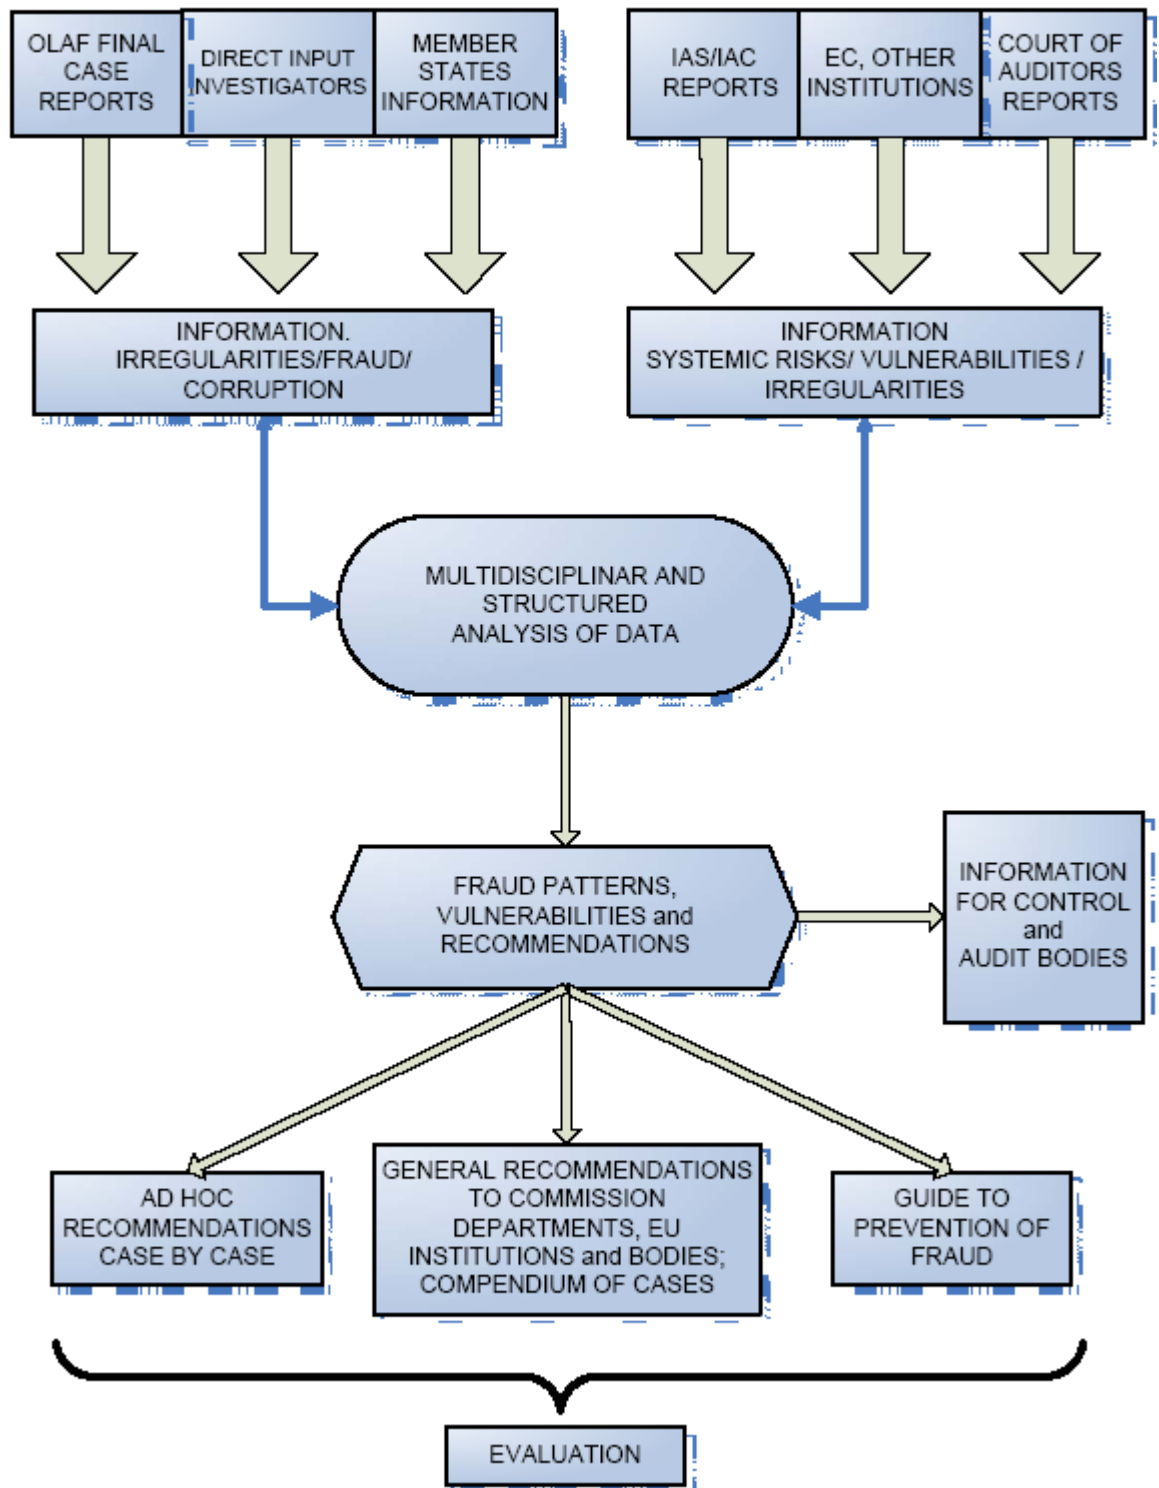 OLAF FINAL
CASE
REPORTS
DIRECT INPUT
INVESTIGATORS
MEMBER
STATES
INFORMATION
IAS/IAC
REPORTS
EC, OTHER
INSTITUTIONS
COURT OF
AUDITORS
REPORTS
INFORMATION.
IRREGULARITIES/FRAUD/
CORRUPTION
INFORMATION
SYSTEMIC RISKS/ VULNERABILITIES /
IRREGULARITIES
MULTIDISCIPLINAR AND
STRUCTURED
ANALYSIS OF DATA
FRAUD PATTERNS,
VULNERABILITIES and
RECOMMENDATIONS
INFORMATION
FOR CONTROL
and
AUDIT BODIES
AD HOC
RECOMMENDATIONS
CASE BY CASE
GENERAL RECOMMENDATIONS
TO COMMISSION
DEPARTMENTS, EU
INSTITUTIONS and BODIES;
COMPENDIUM OF CASES
GUIDE TO
PREVENTION OF
FRAUD
EVALUATION